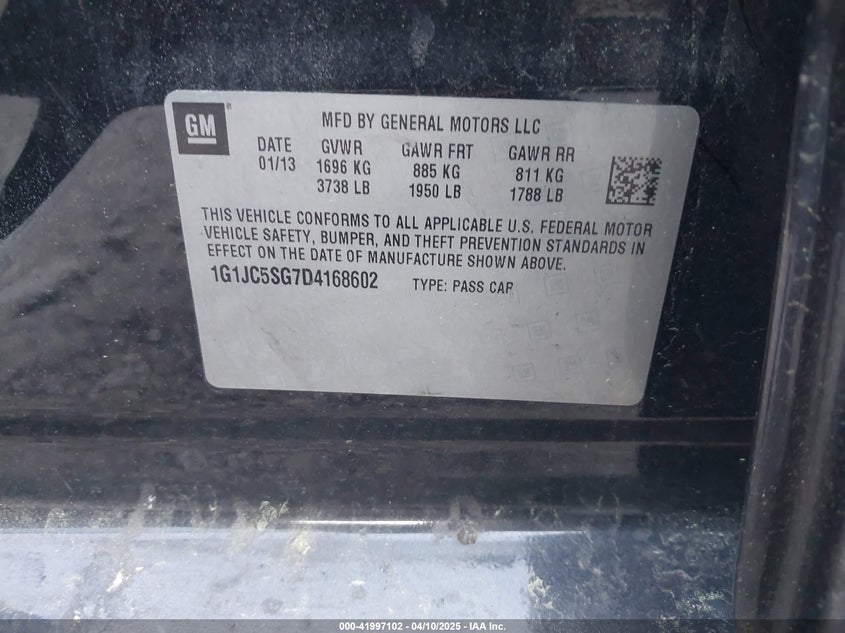 GM
MFD BY GENERAL MOTORS LLC
DATE GVWR GAWR FRT GAWR RR
01/13 1696 KG 885 KG 811 KG
3738 LB 1950 LB 1788 LB
THIS VEHICLE CONFORMS TO ALL APPLICABLE U.S. FEDERAL MOTOR
VEHICLE SAFETY, BUMPER, AND THEFT PREVENTION STANDARDS IN
EFFECT ON THE DATE OF MANUFACTURE SHOWN ABOVE.
1G1JC5SG7D4168602 TYPE: PASS CAR
000-41997102 - 04/10/2025 - IAA Inc.